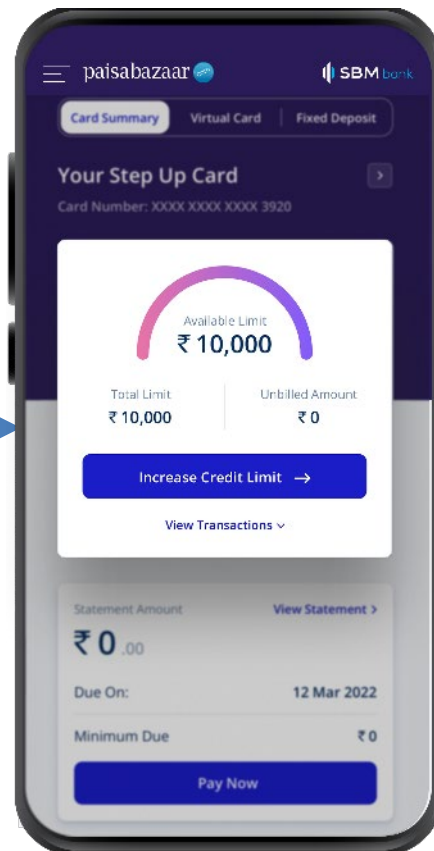 paisabazaar SBM bank
Card Summary Virtual Card Fixed Deposit
Your Step Up Card
Card Number: XXXX XXXX XXXX 3920
Available Limit
₹ 10,000
Total Limit Unbilled Amount
₹ 10,000 ₹ 0
Increase Credit Limit →
View Transactions
Statement Amount View Statement >
₹ 0 .00
Due On: 12 Mar 2022
Minimum Due ₹ 0
Pay Now